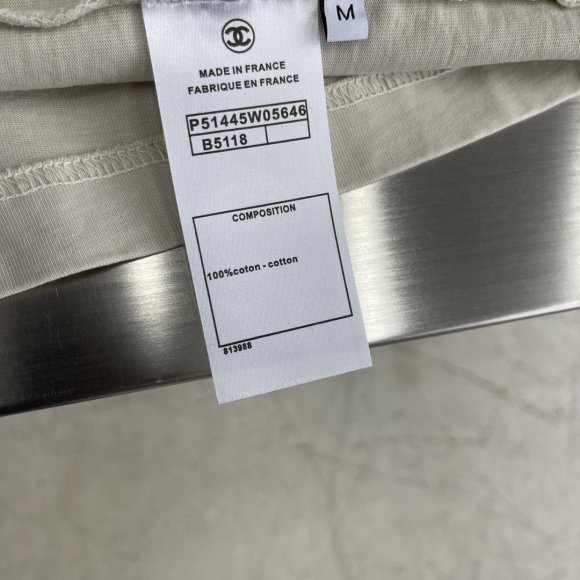 M
MADE IN FRANCE
FABRIQUE EN FRANCE
P51445W05646
B5118
COMPOSITION
100%coton - cotton
813988